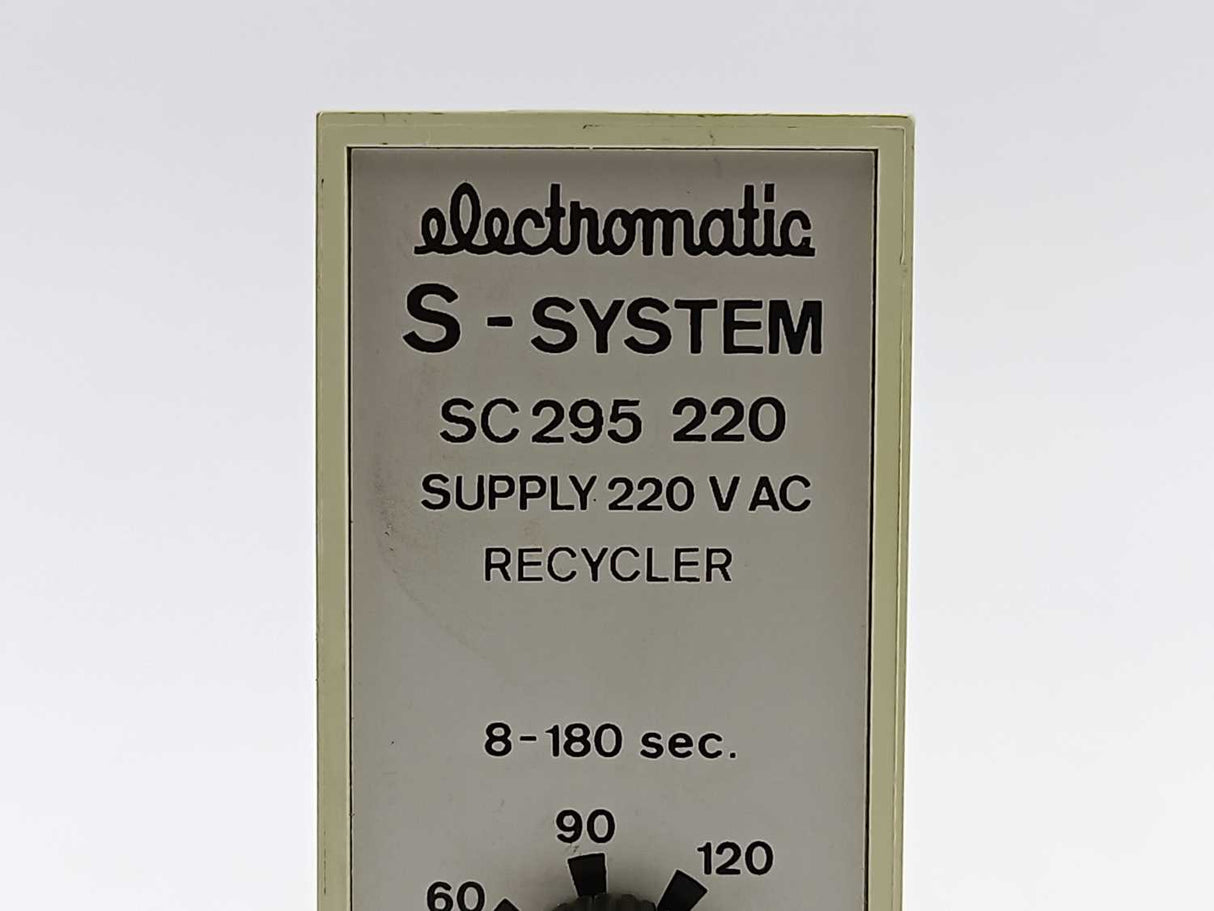 electromatic
S - SYSTEM
SC 295 220
SUPPLY 220 V AC
RECYCLER
8-180 sec.
90
120
60